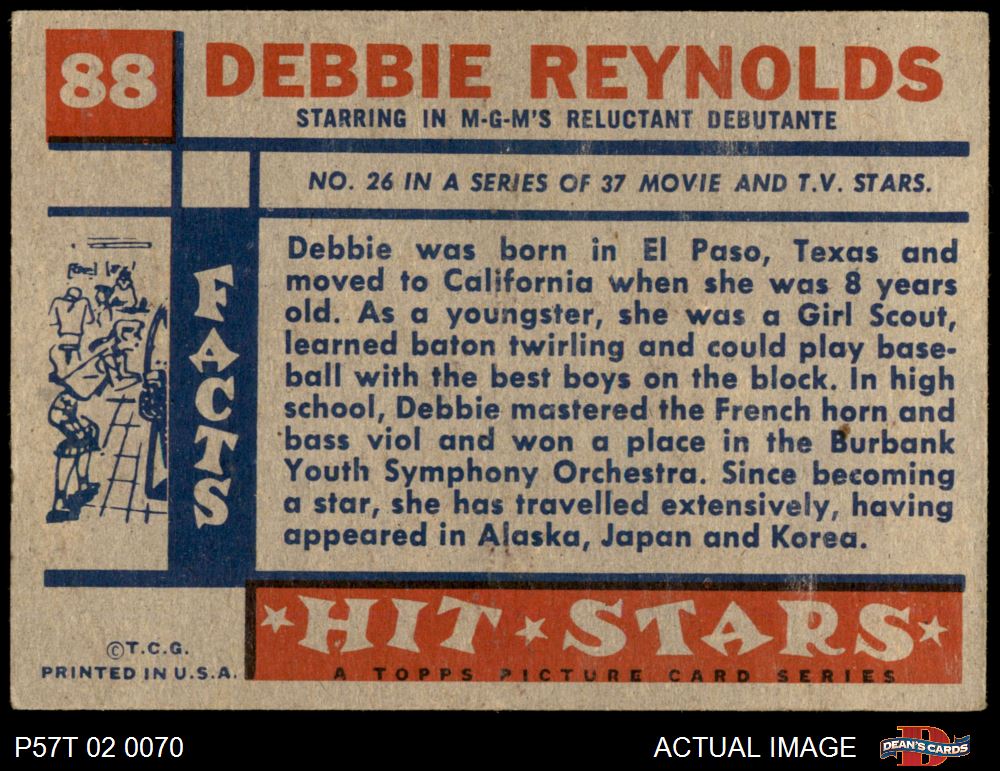 88
DEBBIE REYNOLDS
STARRING IN M-G-M'S RELUCTANT DEBUTANTE
NO. 26 IN A SERIES OF 37 MOVIE AND T.V. STARS.
FACTS
Debbie was born in El Paso, Texas and
moved to California when she was 8 years
old. As a youngster, she was a Girl Scout,
learned baton twirling and could play base-
ball with the best boys on the block. In high
school, Debbie mastered the French horn and
bass viol and won a place in the Burbank
Youth Symphony Orchestra. Since becoming
a star, she has travelled extensively, having
appeared in Alaska, Japan and Korea.
HIT STARS
A TOPPS PICTURE CARD SERIES
©T.C.G.
PRINTED IN U.S.A.
P57T 02 0070
ACTUAL IMAGE
DEAN'S CARDS